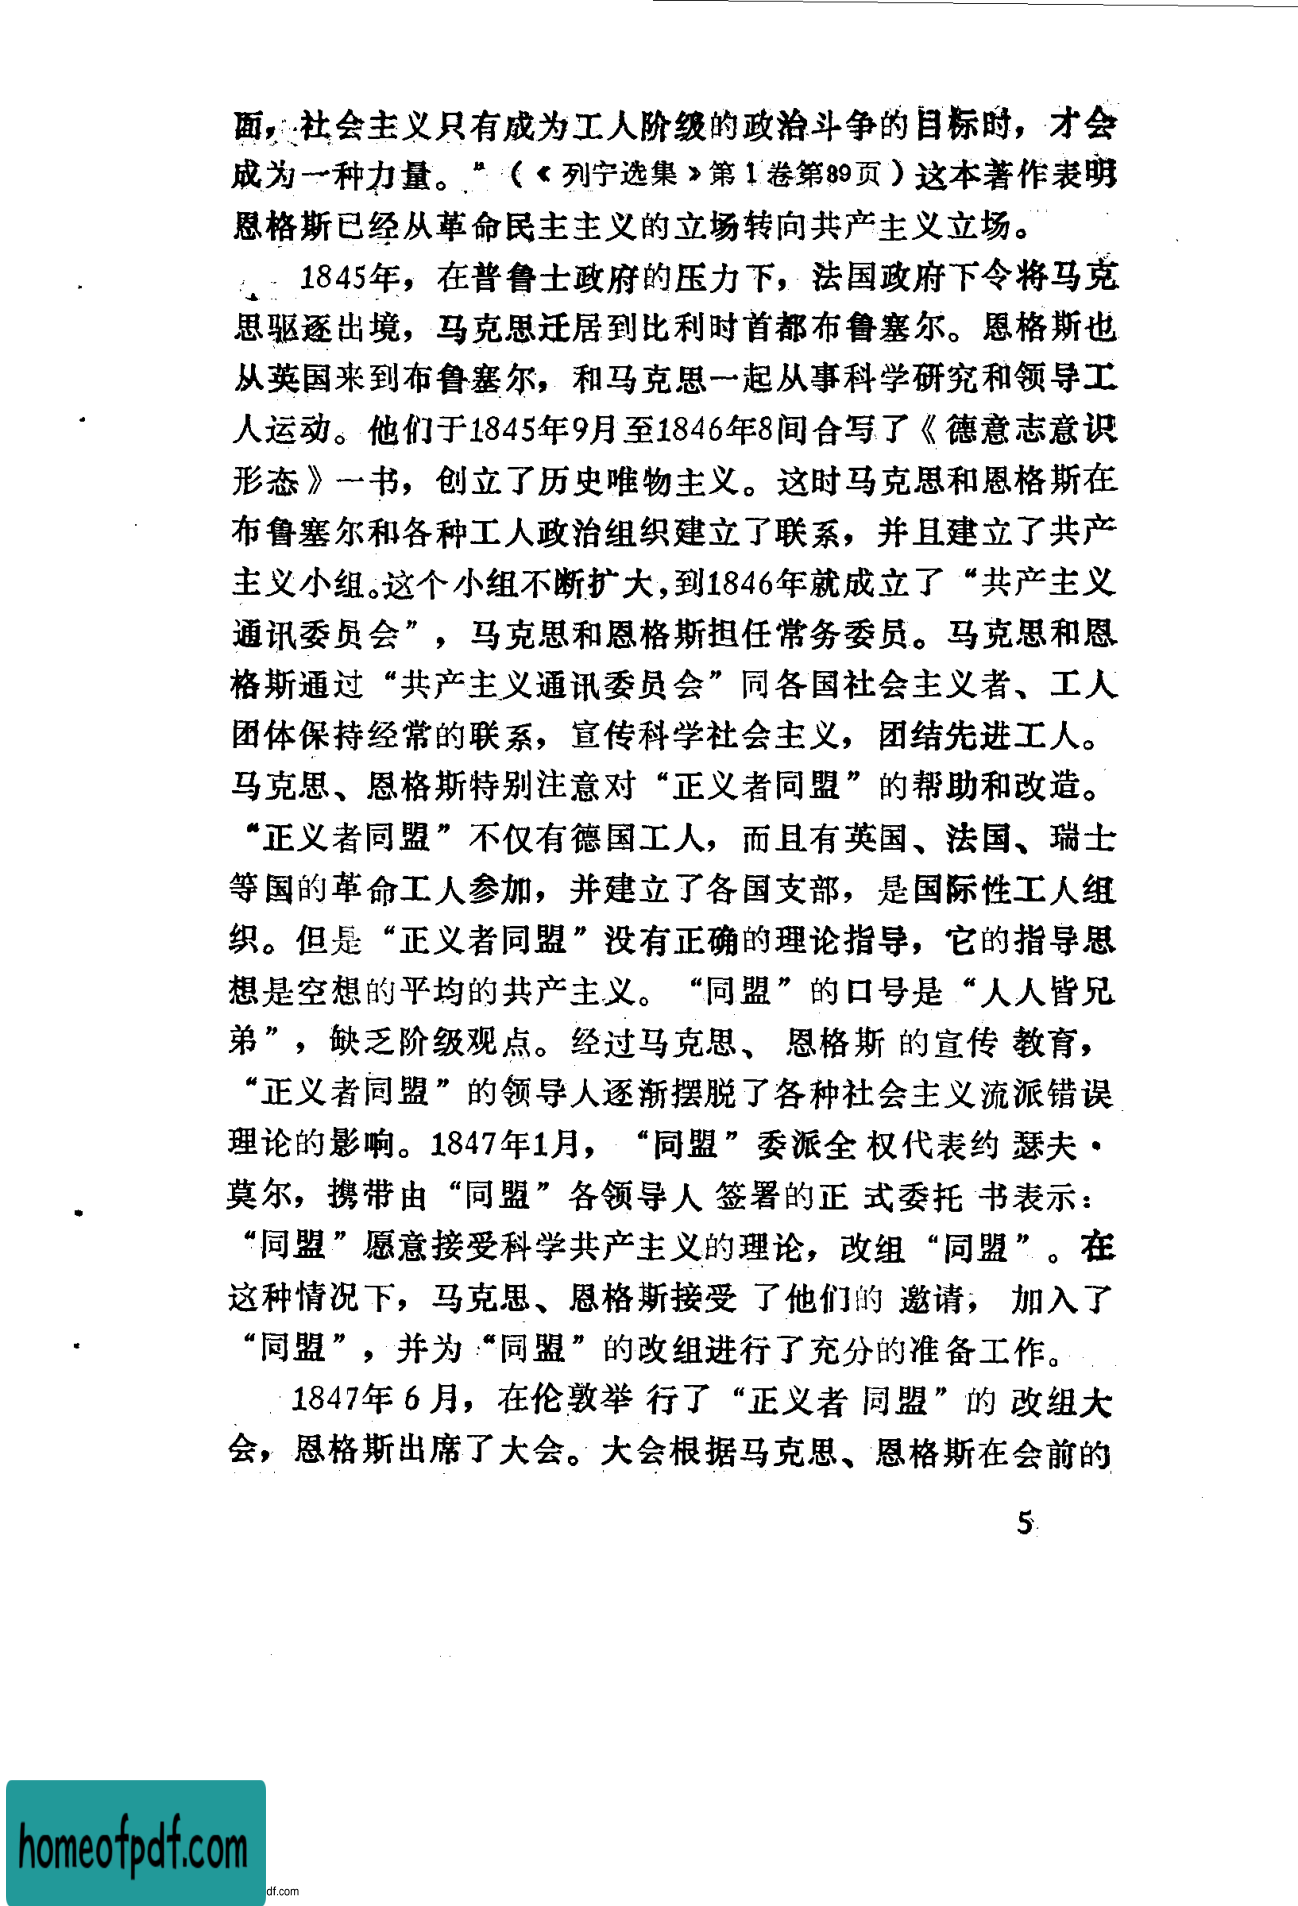 面，社会主义只有成为工人阶级的政治斗争的目标时，才会
成为一种力量。”（《列宁选集》第1卷第89页）这本著作表明
恩格斯已经从革命民主主义的立场转向共产主义立场。
1845年，在普鲁士政府的压力下，法国政府下令将马克
思驱逐出境，马克思迁居到比利时首都布鲁塞尔。恩格斯也
从英国来到布鲁塞尔，和马克思一起从事科学研究和领导工
人运动。他们于1845年9月至1846年8间合写了《德意志意识
形态》一书，创立了历史唯物主义。这时马克思和恩格斯在
布鲁塞尔和各种工人政治组织建立了联系，并且建立了共产
主义小组。这个小组不断扩大，到1846年就成立了“共产主义
通讯委员会”，马克思和恩格斯担任常务委员。马克思和恩
格斯通过“共产主义通讯委员会”同各国社会主义者、工人
团体保持经常的联系，宣传科学社会主义，团结先进工人。
马克思、恩格斯特别注意对“正义者同盟”的帮助和改造。
“正义者同盟”不仅有德国工人，而且有英国、法国、瑞士
等国的革命工人参加，并建立了各国支部，是国际性工人组
织。但是“正义者同盟”没有正确的理论指导，它的指导思
想是空想的平均的共产主义。“同盟”的口号是“人人皆兄
弟”，缺乏阶级观点。经过马克思、恩格斯的宣传教育，
“正义者同盟”的领导人逐渐摆脱了各种社会主义流派错误
理论的影响。1847年1月，“同盟”委派全权代表约瑟夫·
莫尔，携带由“同盟”各领导人签署的正式委托书表示：
“同盟”愿意接受科学共产主义的理论，改组“同盟”。在
这种情况下，马克思、恩格斯接受了他们的邀请，加入了
“同盟”，并为“同盟”的改组进行了充分的准备工作。
1847年6月，在伦敦举行了“正义者同盟”的改组大
会，恩格斯出席了大会。大会根据马克思、恩格斯在会前的
5
homeofpdf.com
df.com